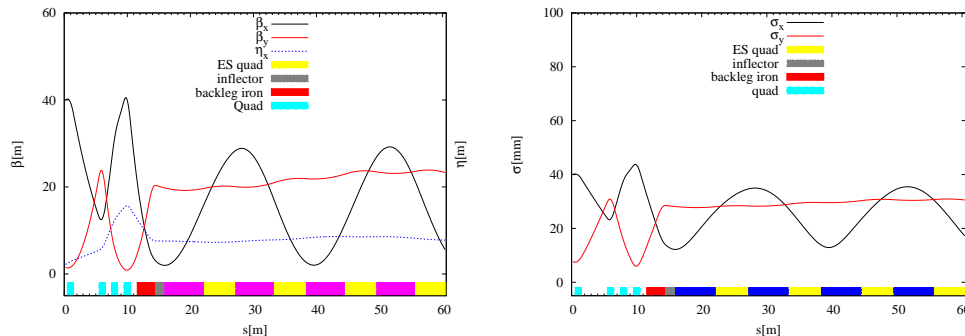 β_x
β_y
η_x
ES quad
inflector
backleg iron
Quad
β[m]
η[m]
60
40
20
0
0 10 20 30 40 50 60
s[m]
σ_x
σ_y
ES quad
inflector
backleg iron
quad
σ[mm]
100
80
60
40
20
0
0 10 20 30 40 50 60
s[m]